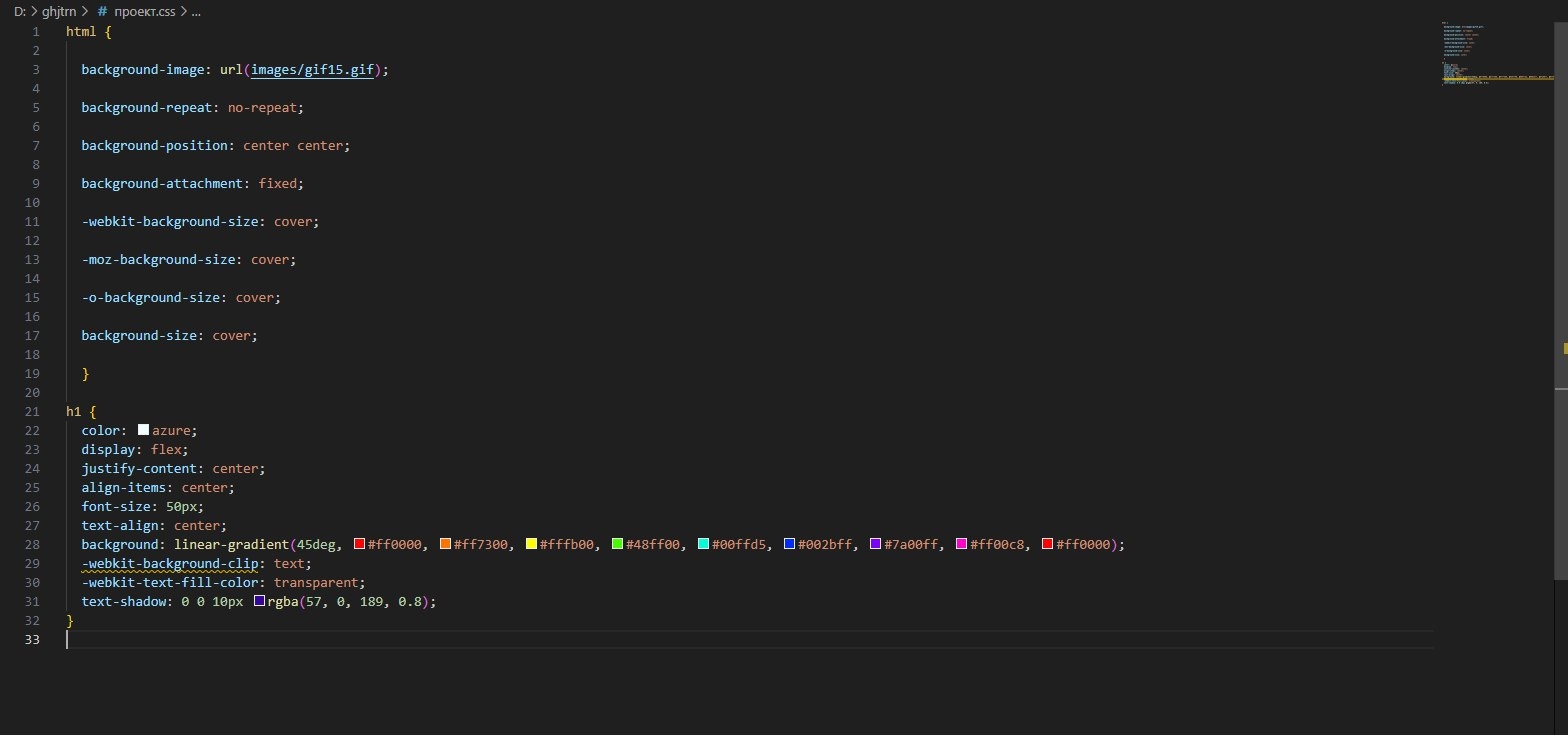 D: > ghjtrn > # проект.css > ...
1 html {
2
3 background-image: url(images/gif15.gif);
4
5 background-repeat: no-repeat;
6
7 background-position: center center;
8
9 background-attachment: fixed;
10
11 -webkit-background-size: cover;
12
13 -moz-background-size: cover;
14
15 -o-background-size: cover;
16
17 background-size: cover;
18
19 }
20
21 h1 {
22 color: azure;
23 display: flex;
24 justify-content: center;
25 align-items: center;
26 font-size: 50px;
27 text-align: center;
28 background: linear-gradient(45deg, #ff0000, #ff7300, #fffb00, #48ff00, #00ffd5, #002bff, #7a00ff, #ff00c8, #ff0000);
29 -webkit-background-clip: text;
30 -webkit-text-fill-color: transparent;
31 text-shadow: 0 0 10px rgba(57, 0, 189, 0.8);
32 }
33